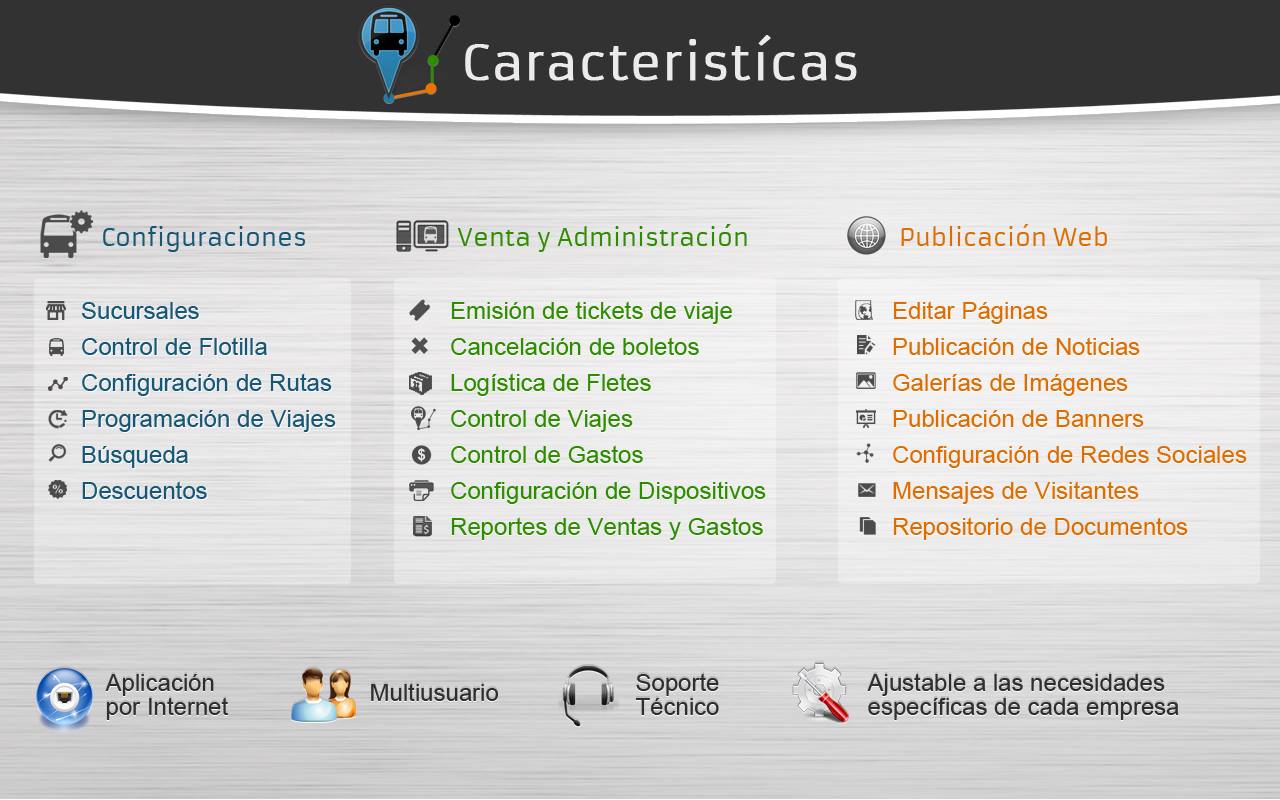 Caracteristícas
Configuraciones
Sucursales
Control de Flotilla
Configuración de Rutas
Programación de Viajes
Búsqueda
Descuentos
Venta y Administración
Emisión de tickets de viaje
Cancelación de boletos
Logística de Fletes
Control de Viajes
Control de Gastos
Configuración de Dispositivos
Reportes de Ventas y Gastos
Publicación Web
Editar Páginas
Publicación de Noticias
Galerías de Imágenes
Publicación de Banners
Configuración de Redes Sociales
Mensajes de Visitantes
Repositorio de Documentos
Aplicación
por Internet
Multiusuario
Soporte
Técnico
Ajustable a las necesidades
específicas de cada empresa